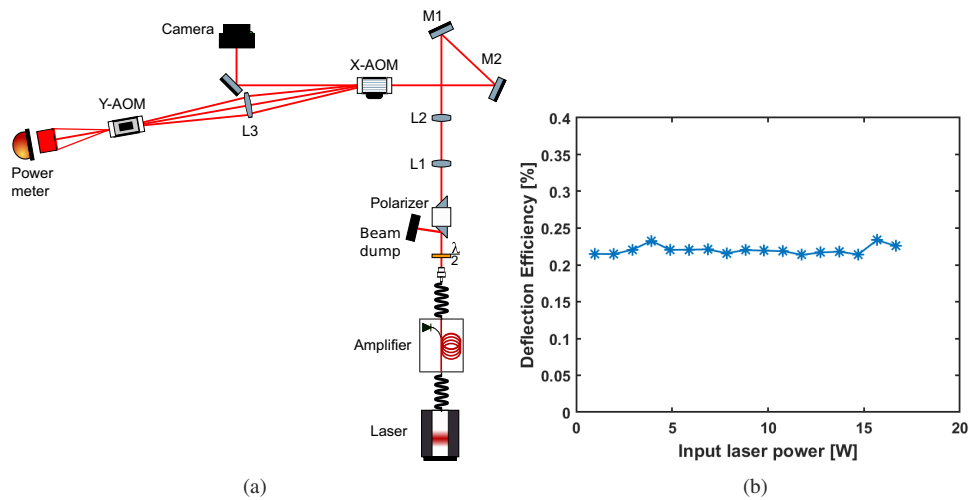 Camera
M1
X-AOM
M2
Y-AOM
L3
L2
L1
Power
meter
Polarizer
Beam
dump
λ
2
Amplifier
Laser
(a)
0.4
0.35
0.3
0.25
0.2
0.15
0.1
0.05
0
Deflection Efficiency [%]
0 5 10 15 20
Input laser power [W]
(b)